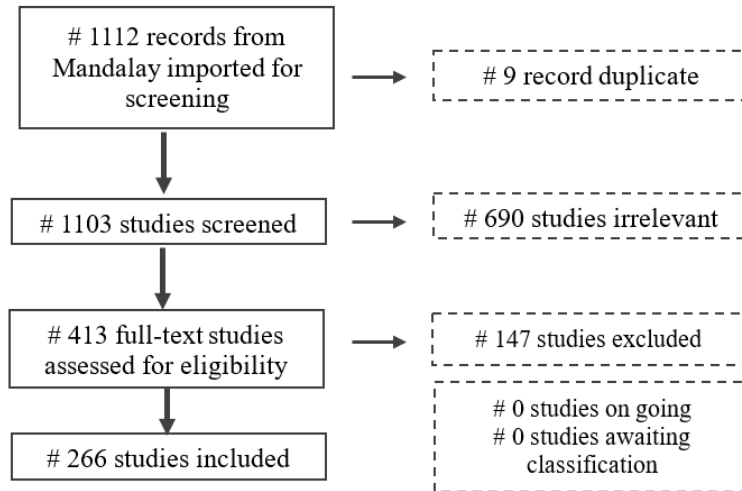 # 1112 records from
Mandalay imported for
screening
# 9 record duplicate
# 1103 studies screened
# 690 studies irrelevant
# 413 full-text studies
assessed for eligibility
# 147 studies excluded
# 0 studies on going
# 0 studies awaiting
classification
# 266 studies included